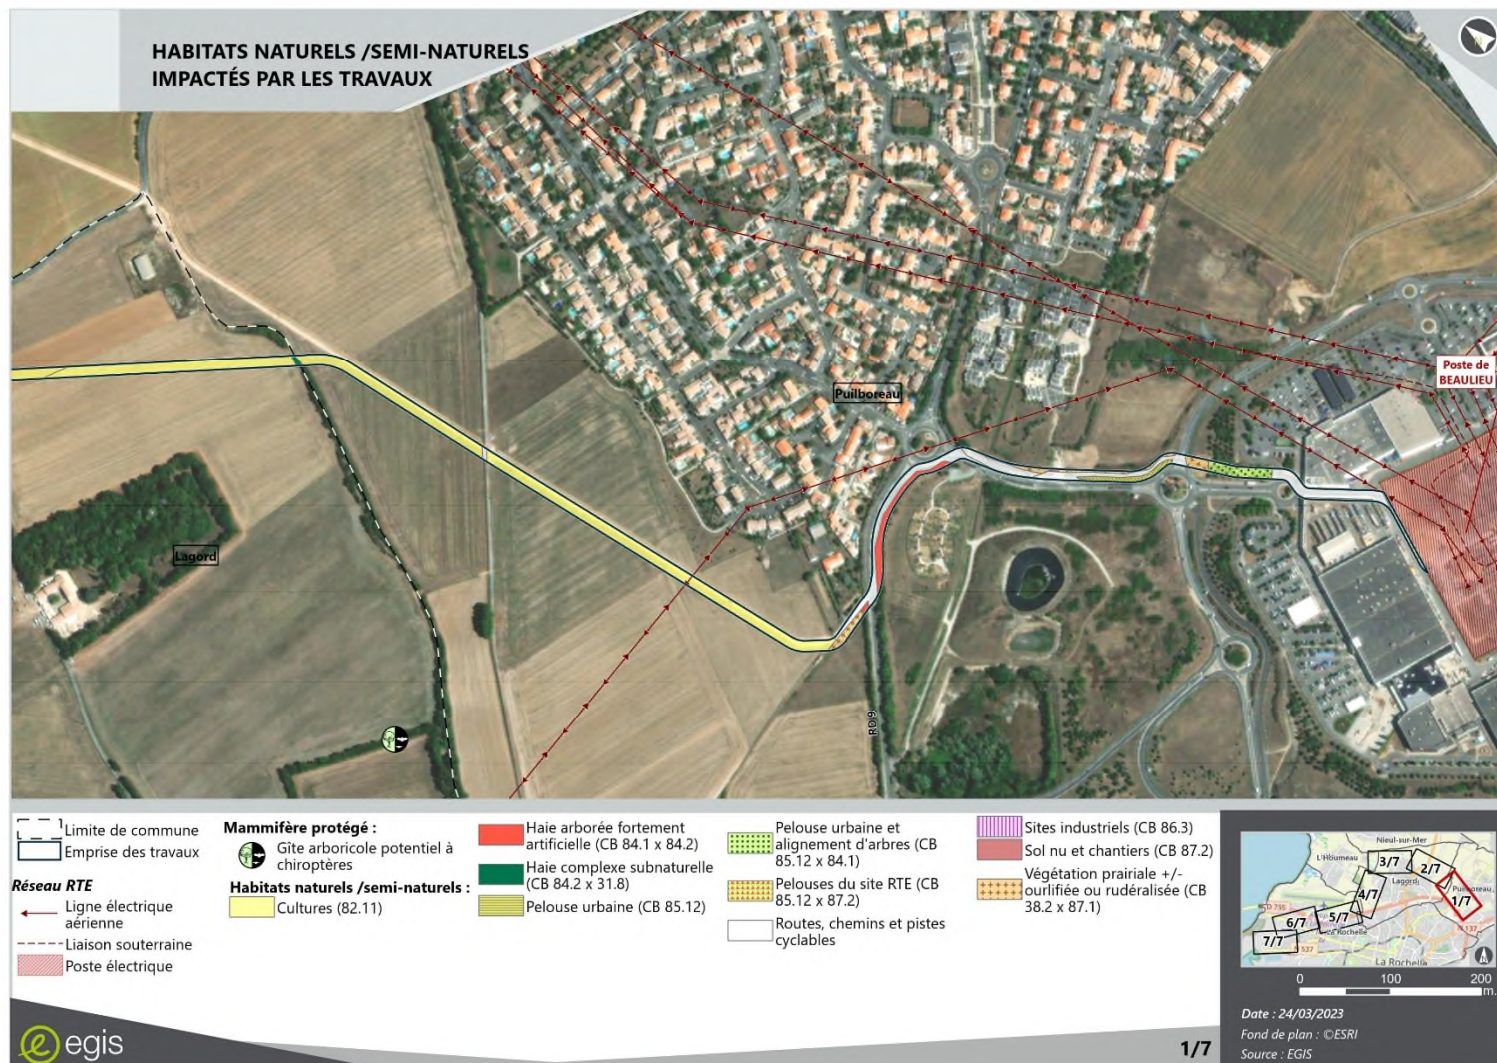 HABITATS NATURELS /SEMI-NATURELS
IMPACTÉS PAR LES TRAVAUX
N
Poste de
BEAULIEU
Puilboreau
Lagord
RD 9
Limite de commune
Emprise des travaux
Réseau RTE
Ligne électrique
aérienne
Liaison souterraine
Poste électrique
Mammifère protégé :
Gîte arboricole potentiel à
chiroptères
Habitats naturels /semi-naturels :
Cultures (82.11)
Haie arborée fortement
artificielle (CB 84.1 x 84.2)
Haie complexe subnaturelle
(CB 84.2 x 31.8)
Pelouse urbaine (CB 85.12)
Pelouse urbaine et
alignement d'arbres (CB
85.12 x 84.1)
Pelouses du site RTE (CB
85.12 x 87.2)
Routes, chemins et pistes
cyclables
Sites industriels (CB 86.3)
Sol nu et chantiers (CB 87.2)
Végétation prairiale +/-
ourlifiée ou rudéralisée (CB
38.2 x 87.1)
Nieul-sur-Mer
L'Houmeau
3/7
2/7
Lagord
4/7
1/7
D 735
5/7
6/7
La Rochelle
7/7
N 537
N 137
La Rochelle
0 100 200
m.
Date : 24/03/2023
Fond de plan : ©ESRI
Source : EGIS
egis
1/7